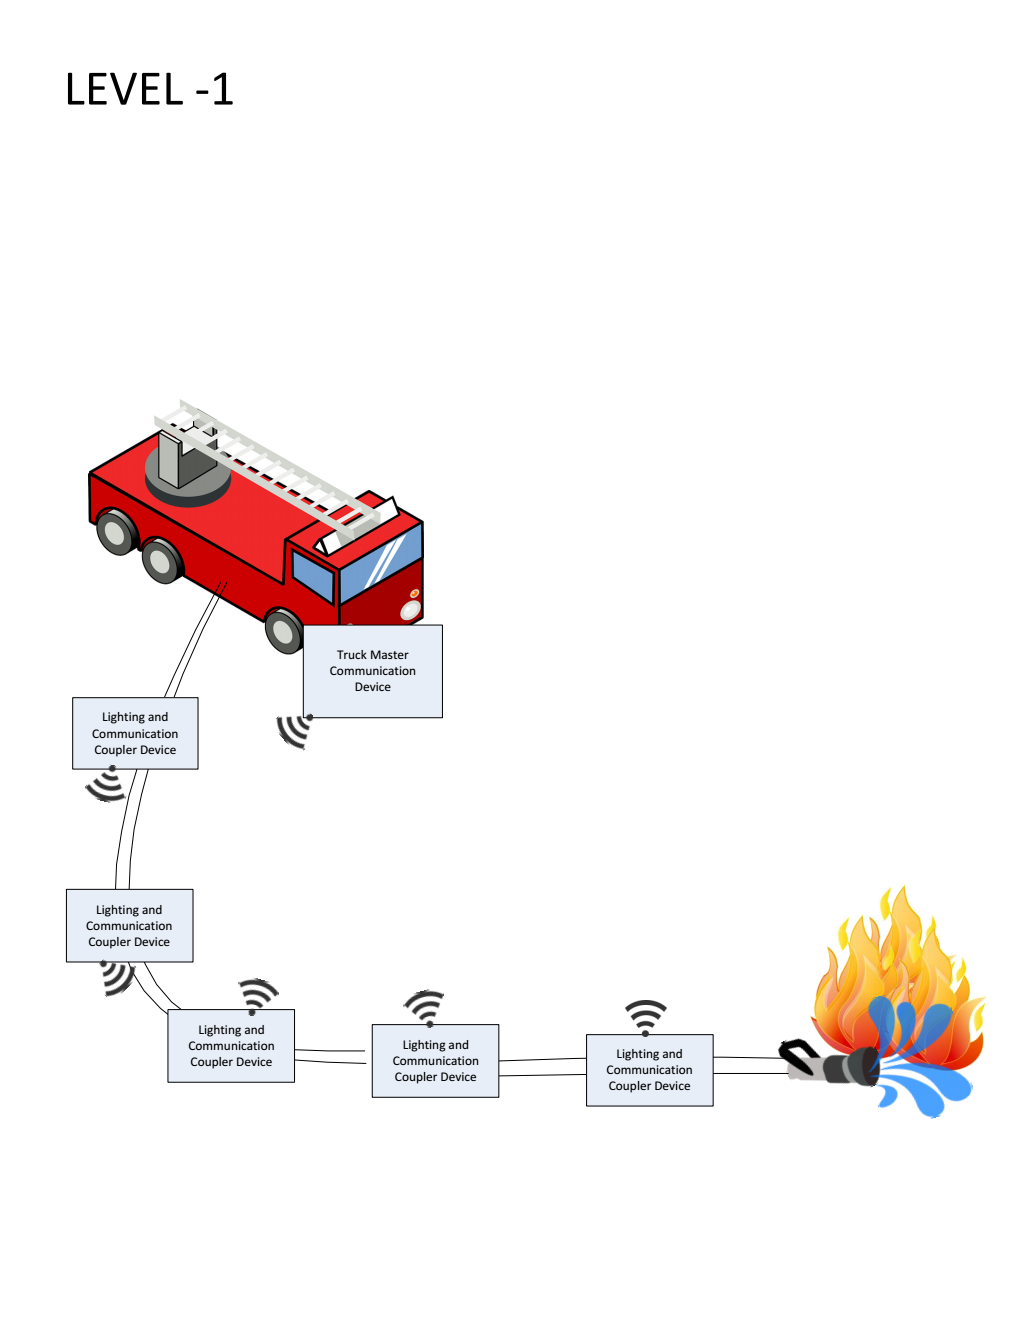 LEVEL -1
Truck Master
Communication
Device
Lighting and
Communication
Coupler Device
Lighting and
Communication
Coupler Device
Lighting and
Communication
Coupler Device
Lighting and
Communication
Coupler Device
Lighting and
Communication
Coupler Device